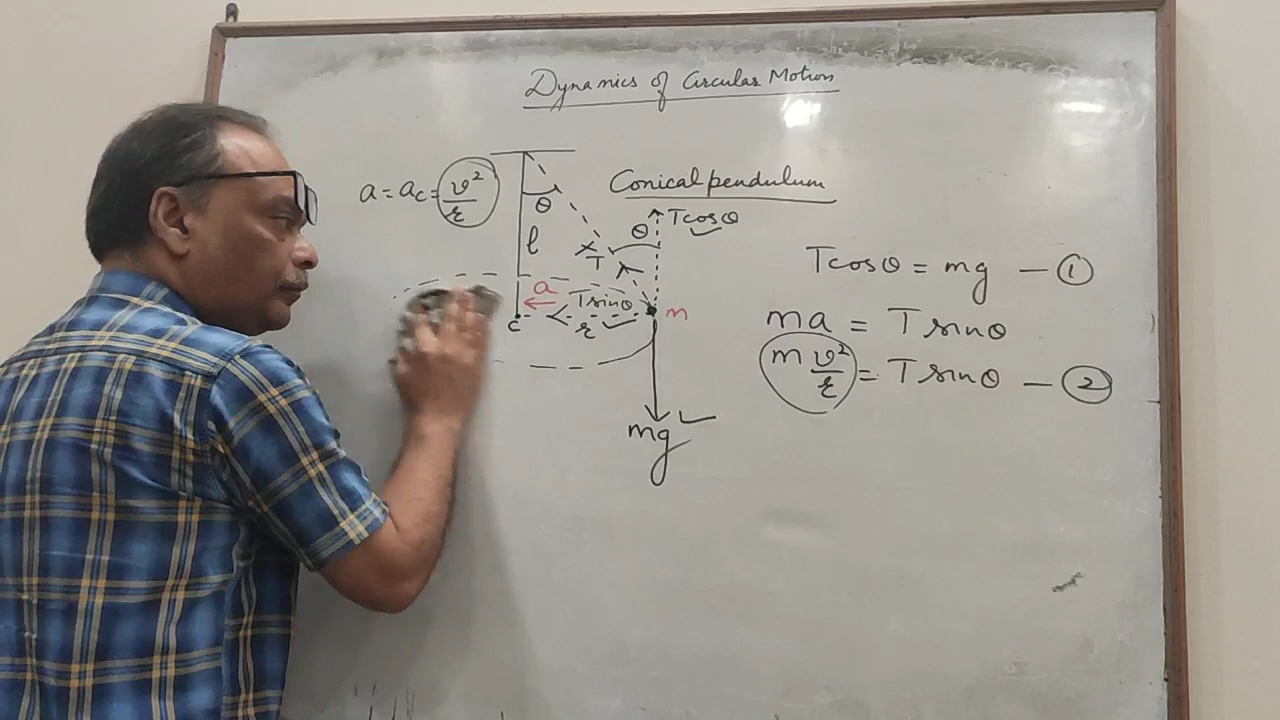 Dynamics of Circular Motion
a = ac = v²/r
Conical pendulum
θ
l
θ
Tcosθ
T
a
Tsinθ
c
r
m
mg
Tcosθ = mg — ①
ma = Tsinθ
m v²/r = Tsinθ — ②